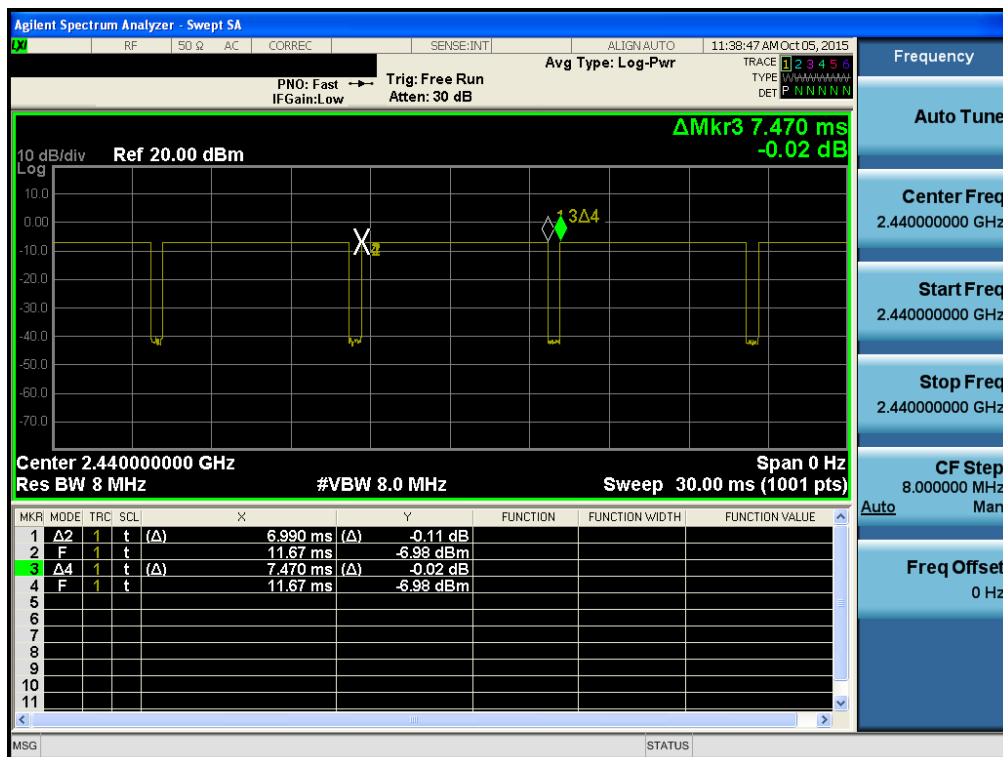 Agilent Spectrum Analyzer - Swept SA
LXI RF 50 Ω AC CORREC SENSE:INT ALIGN AUTO 11:38:47 AM Oct 05, 2015
Frequency
PNO: Fast
IFGain:Low
Trig: Free Run
Atten: 30 dB
Avg Type: Log-Pwr
TRACE 1 2 3 4 5 6
TYPE
DET P N N N N N
ΔMkr3 7.470 ms
-0.02 dB
10 dB/div Ref 20.00 dBm
Log
10.0
0.00
-10.0
-20.0
-30.0
-40.0
-50.0
-60.0
-70.0
3Δ4
Center 2.440000000 GHz Span 0 Hz
Res BW 8 MHz #VBW 8.0 MHz Sweep 30.00 ms (1001 pts)
MKR MODE TRC SCL X Y FUNCTION FUNCTION WIDTH FUNCTION VALUE
1 Δ2 1 t (Δ) 6.990 ms (Δ) -0.11 dB
2 F 1 t 11.67 ms -6.98 dBm
3 Δ4 1 t (Δ) 7.470 ms (Δ) -0.02 dB
4 F 1 t 11.67 ms -6.98 dBm
5
6
7
8
9
10
11
MSG STATUS
Auto Tune
Center Freq
2.440000000 GHz
Start Freq
2.440000000 GHz
Stop Freq
2.440000000 GHz
CF Step
8.000000 MHz
Auto Man
Freq Offset
0 Hz